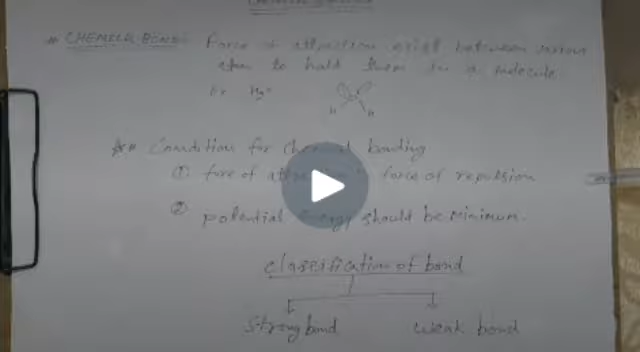 CHEMICAL BOND: Force of attraction exist between various
atom to hold them in a molecule
Ex H2O
H H
Condition for chemical bonding
① force of attraction > force of repulsion
② potential energy should be minimum.
classification of bond
strong bond weak bond